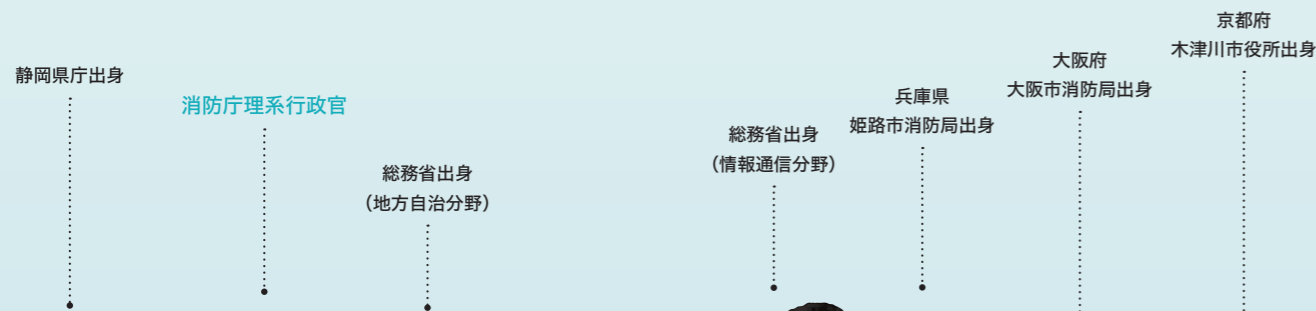 静岡県庁出身
消防庁理系行政官
総務省出身
（地方自治分野）
総務省出身
（情報通信分野）
兵庫県
姫路市消防局出身
大阪府
大阪市消防局出身
京都府
木津川市役所出身